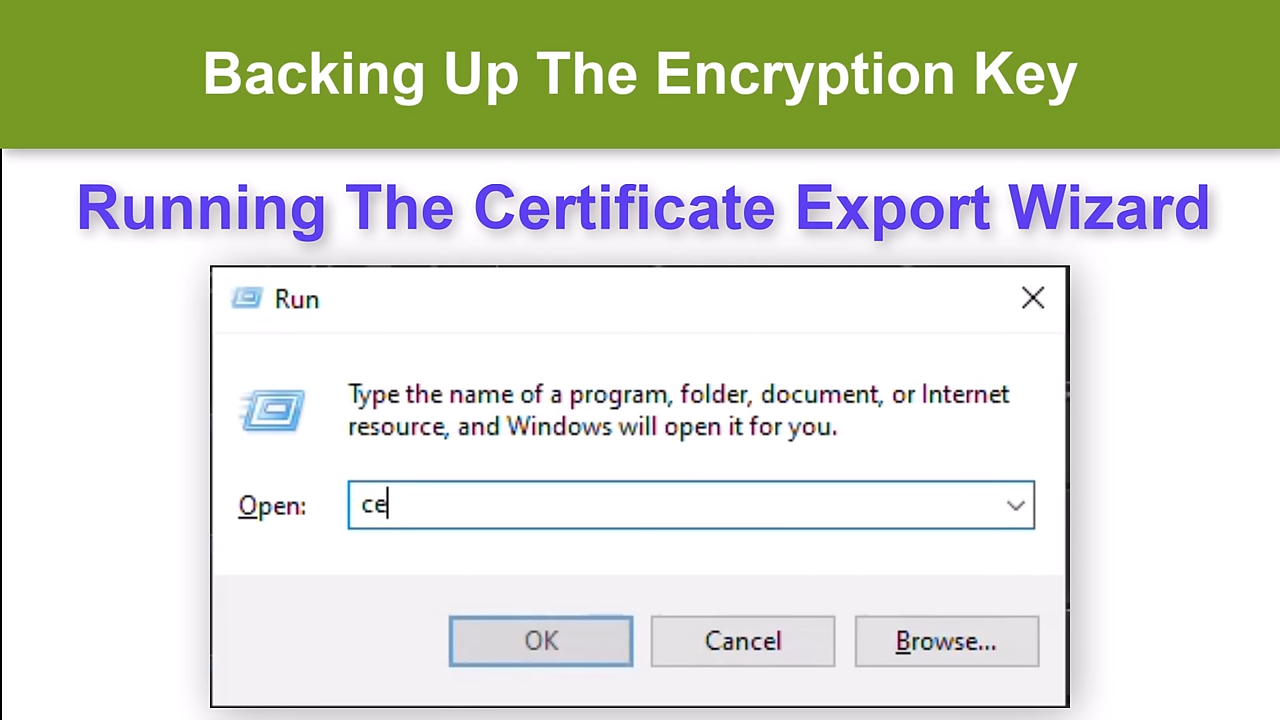 Backing Up The Encryption Key
Running The Certificate Export Wizard
Run
Type the name of a program, folder, document, or Internet
resource, and Windows will open it for you.
Open: ce
OK Cancel Browse...